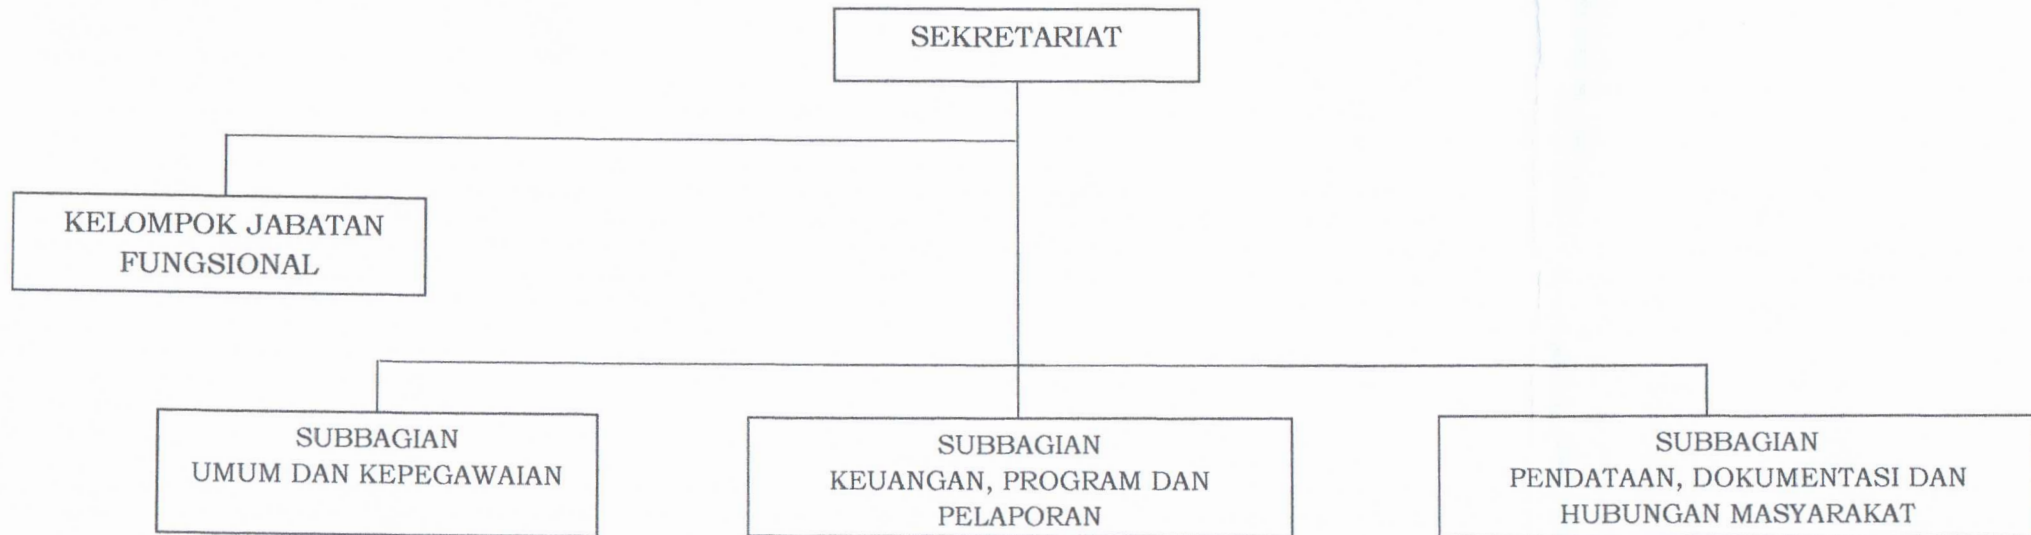 SEKRETARIAT
KELOMPOK JABATAN
FUNGSIONAL
SUBBAGIAN
UMUM DAN KEPEGAWAIAN
SUBBAGIAN
KEUANGAN, PROGRAM DAN
PELAPORAN
SUBBAGIAN
PENDATAAN, DOKUMENTASI DAN
HUBUNGAN MASYARAKAT